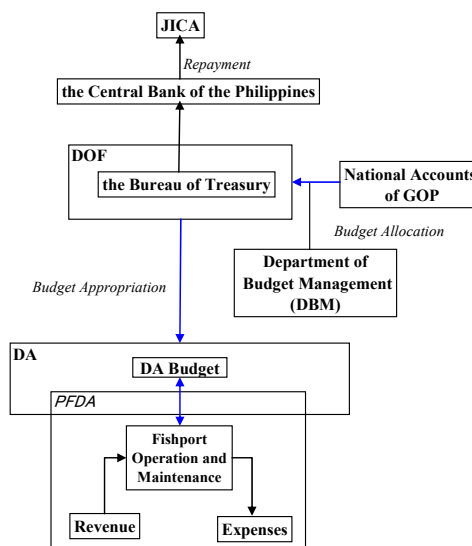 JICA
Repayment
the Central Bank of the Philippines
DOF
the Bureau of Treasury
National Accounts
of GOP
Budget Allocation
Department of
Budget Management
(DBM)
Budget Appropriation
DA
DA Budget
PFDA
Fishport
Operation and
Maintenance
Revenue
Expenses